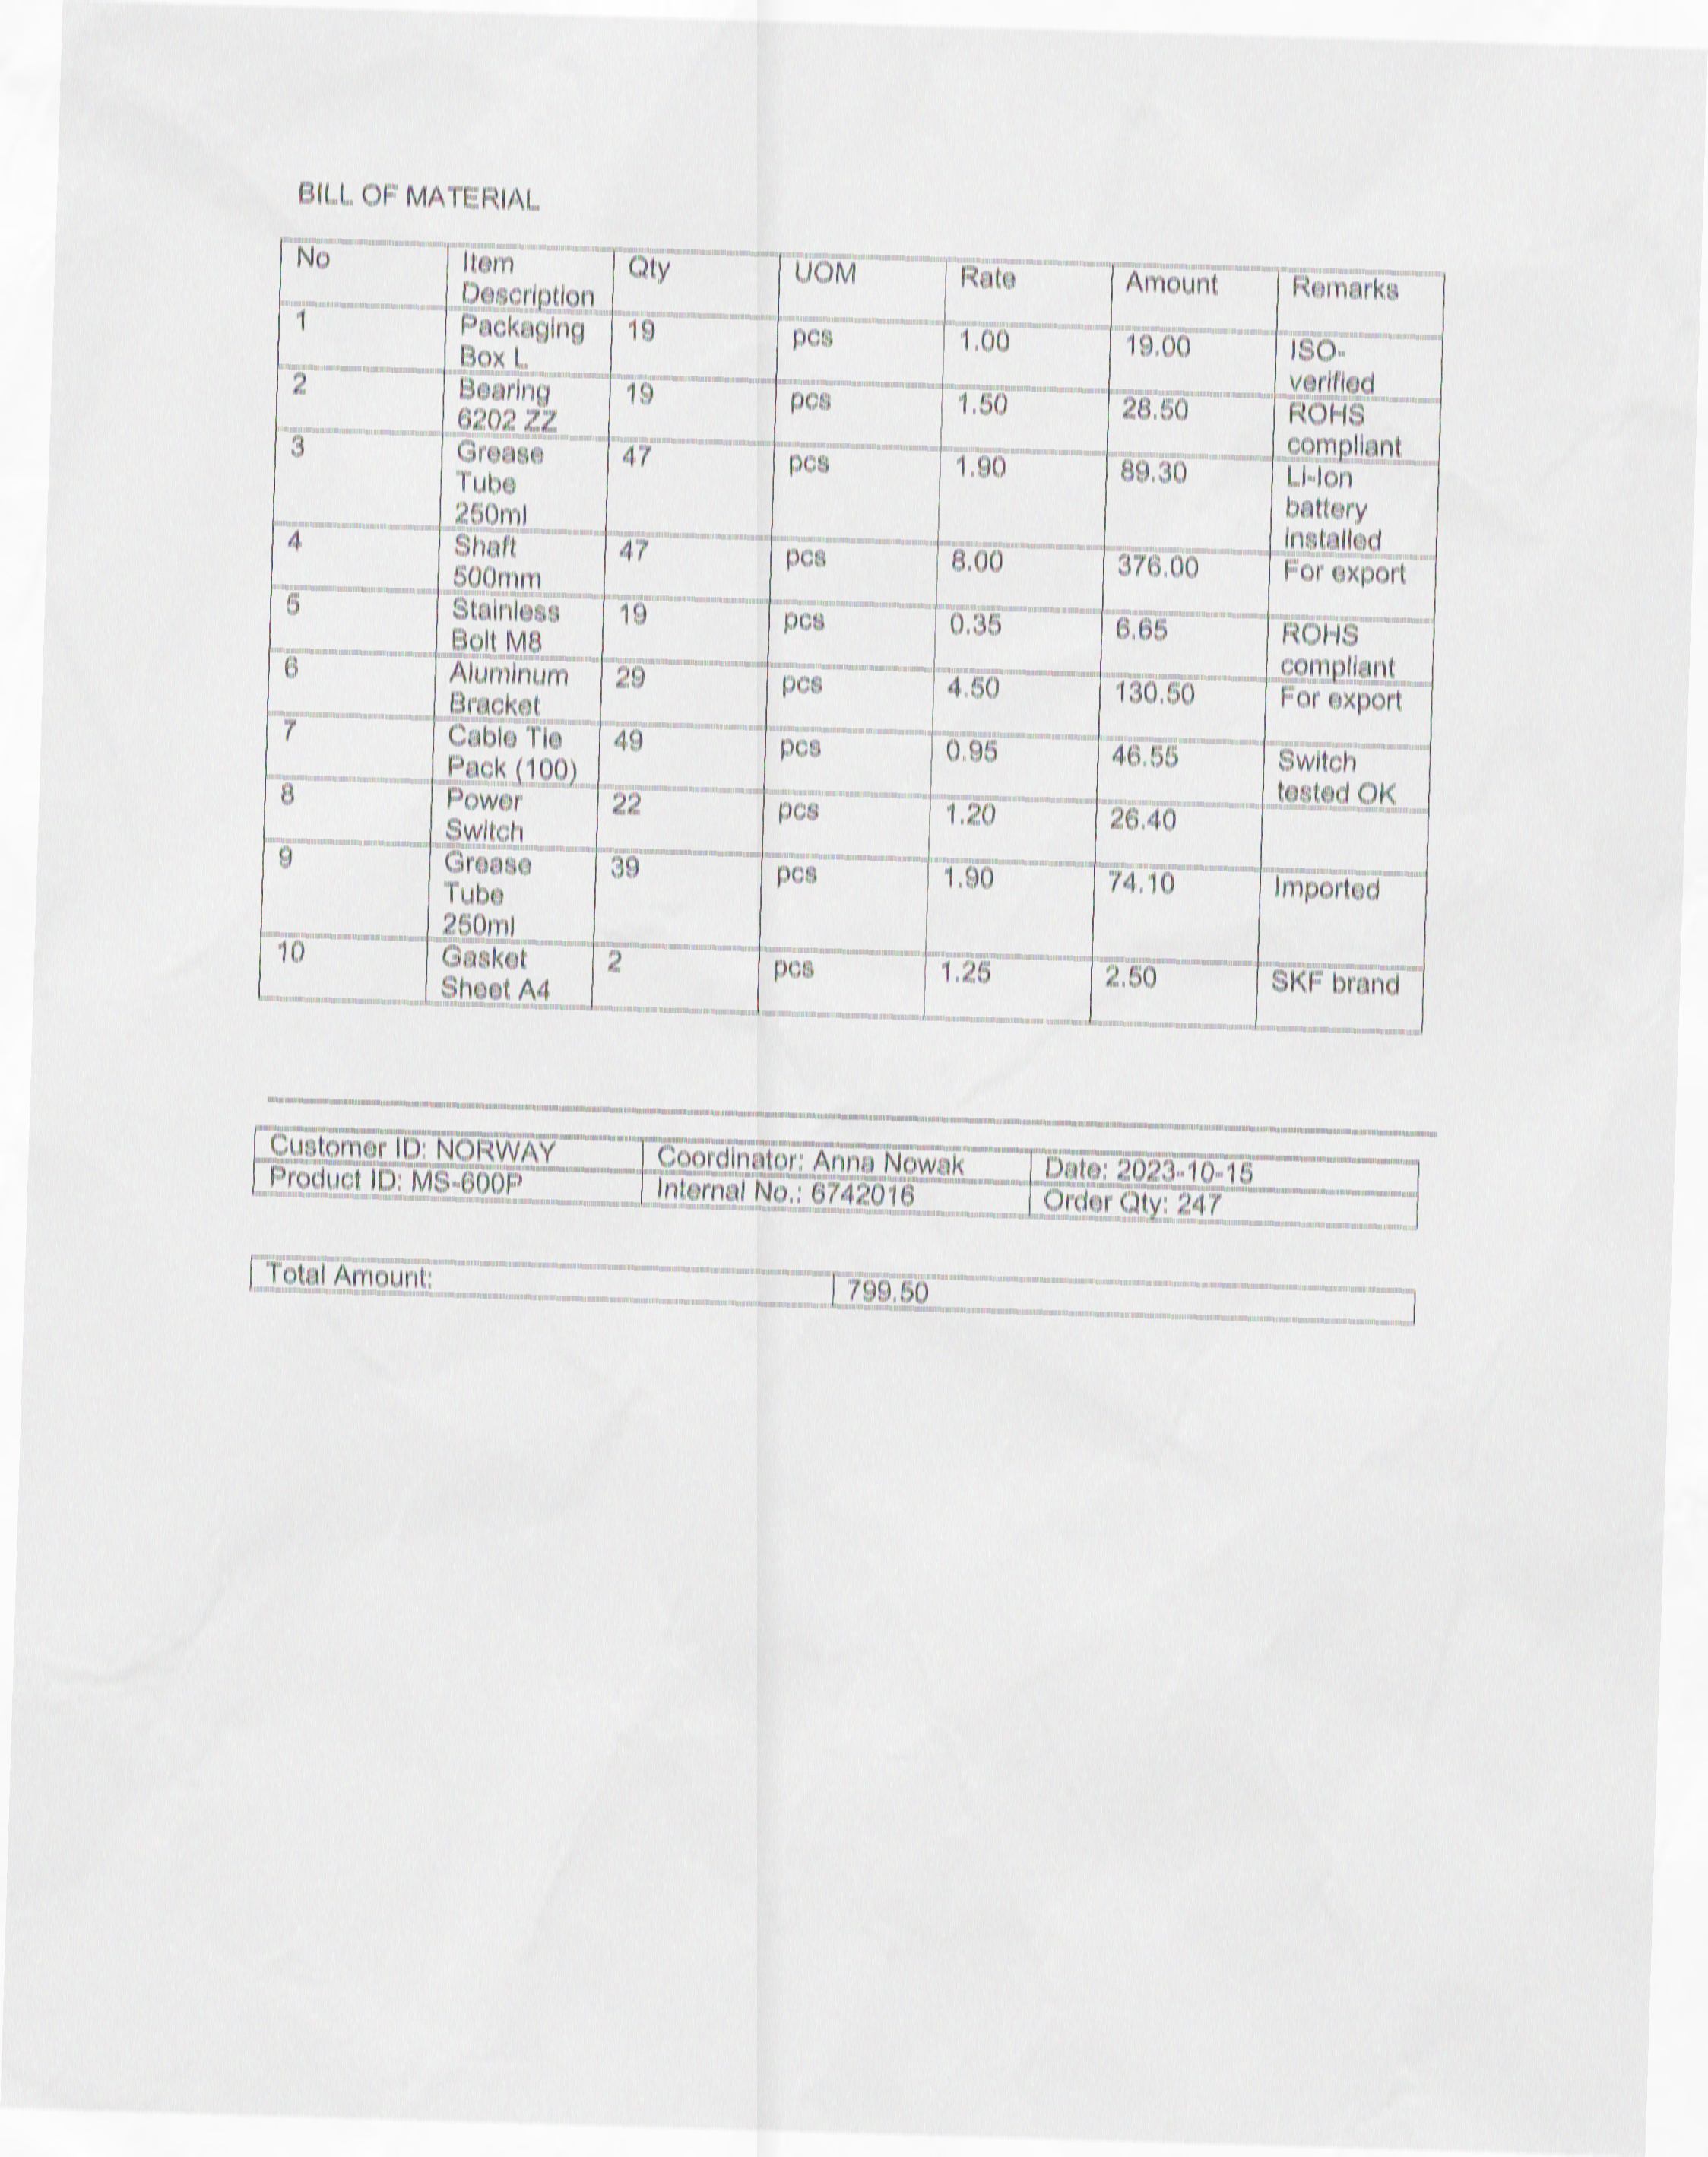 BILL OF MATERIAL
No Item Description Qty UOM Rate Amount Remarks
1 Packaging Box L 19 pcs 1.00 19.00 ISO-verified
2 Bearing 6202 ZZ 19 pcs 1.50 28.50 ROHS compliant
3 Grease Tube 250ml 47 pcs 1.90 89.30 Li-Ion battery installed
4 Shaft 500mm 47 pcs 8.00 376.00 For export
5 Stainless Bolt M8 19 pcs 0.35 6.65 ROHS compliant
6 Aluminum Bracket 29 pcs 4.50 130.50 For export
7 Cable Tie Pack (100) 49 pcs 0.95 46.55 Switch tested OK
8 Power Switch 22 pcs 1.20 26.40
9 Grease Tube 250ml 39 pcs 1.90 74.10 Imported
10 Gasket Sheet A4 2 pcs 1.25 2.50 SKF brand
Customer ID: NORWAY Coordinator: Anna Nowak Date: 2023-10-15
Product ID: MS-600P Internal No.: 6742016 Order Qty: 247
Total Amount: 799.50